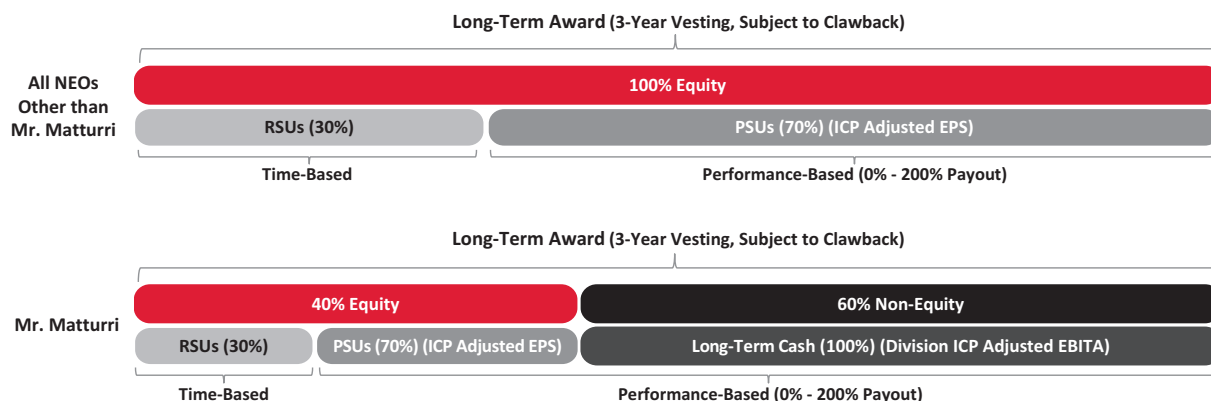 Long-Term Award (3-Year Vesting, Subject to Clawback)
All NEOs
Other than
Mr. Matturri
100% Equity
RSUs (30%)
PSUs (70%) (ICP Adjusted EPS)
Time-Based
Performance-Based (0% - 200% Payout)
Long-Term Award (3-Year Vesting, Subject to Clawback)
Mr. Matturri
40% Equity
60% Non-Equity
RSUs (30%)
PSUs (70%) (ICP Adjusted EPS)
Long-Term Cash (100%) (Division ICP Adjusted EBITA)
Time-Based
Performance-Based (0% - 200% Payout)